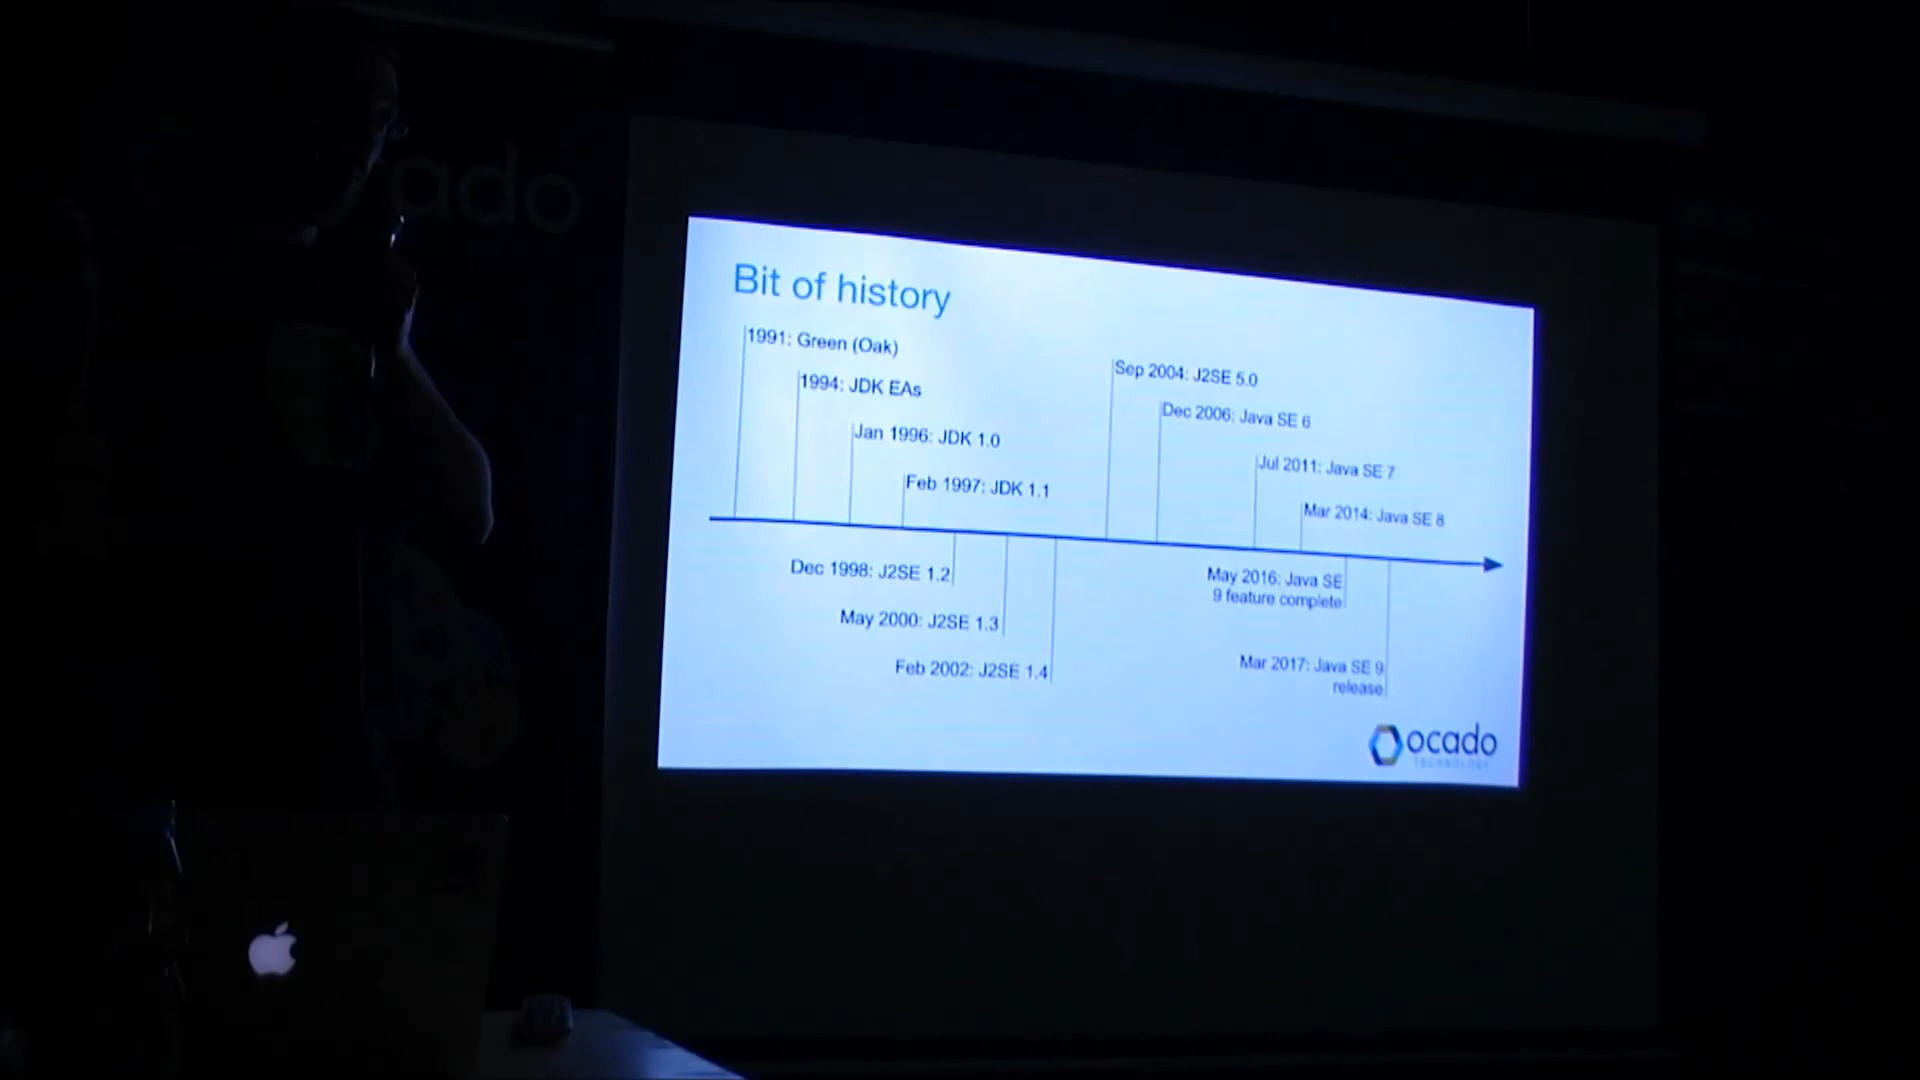 ado
Bit of history
1991: Green (Oak)
1994: JDK EAs
Jan 1996: JDK 1.0
Feb 1997: JDK 1.1
Dec 1998: J2SE 1.2
May 2000: J2SE 1.3
Feb 2002: J2SE 1.4
Sep 2004: J2SE 5.0
Dec 2006: Java SE 6
Jul 2011: Java SE 7
Mar 2014: Java SE 8
May 2016: Java SE
9 feature complete
Mar 2017: Java SE 9
release
ocado
TECHNOLOGY